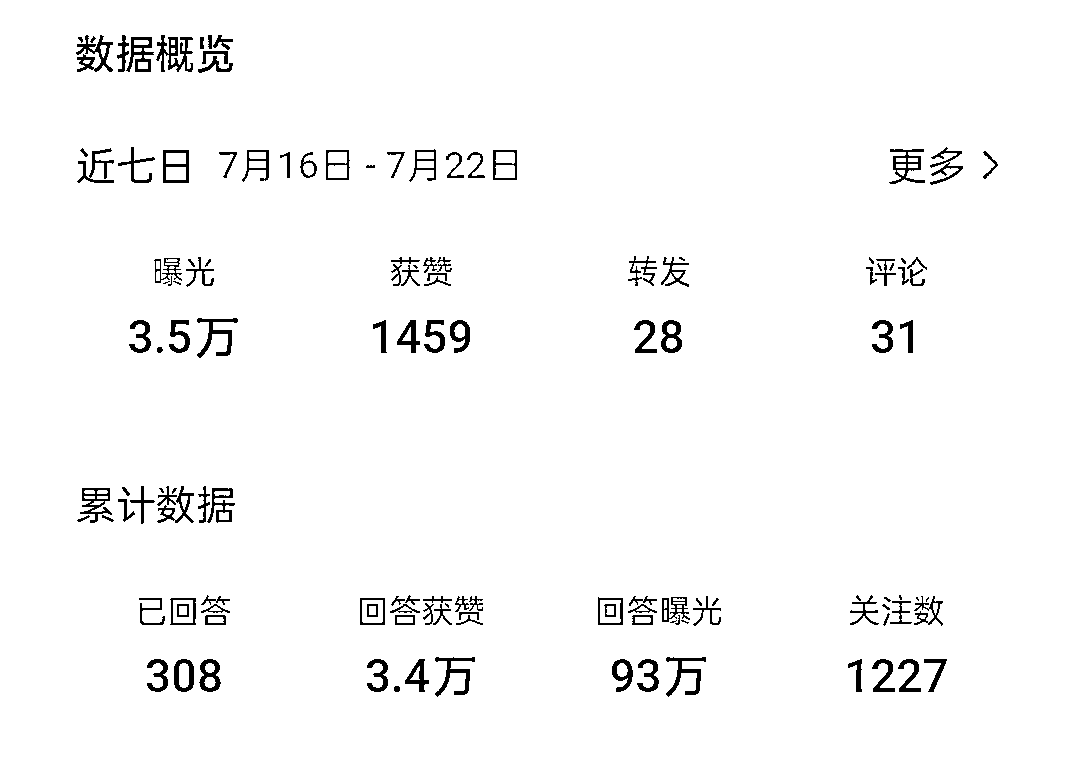 数据概览
近七日 7月16日 - 7月22日 更多 >
曝光 获赞 转发 评论
3.5万 1459 28 31
累计数据
已回答 回答获赞 回答曝光 关注数
308 3.4万 93万 1227